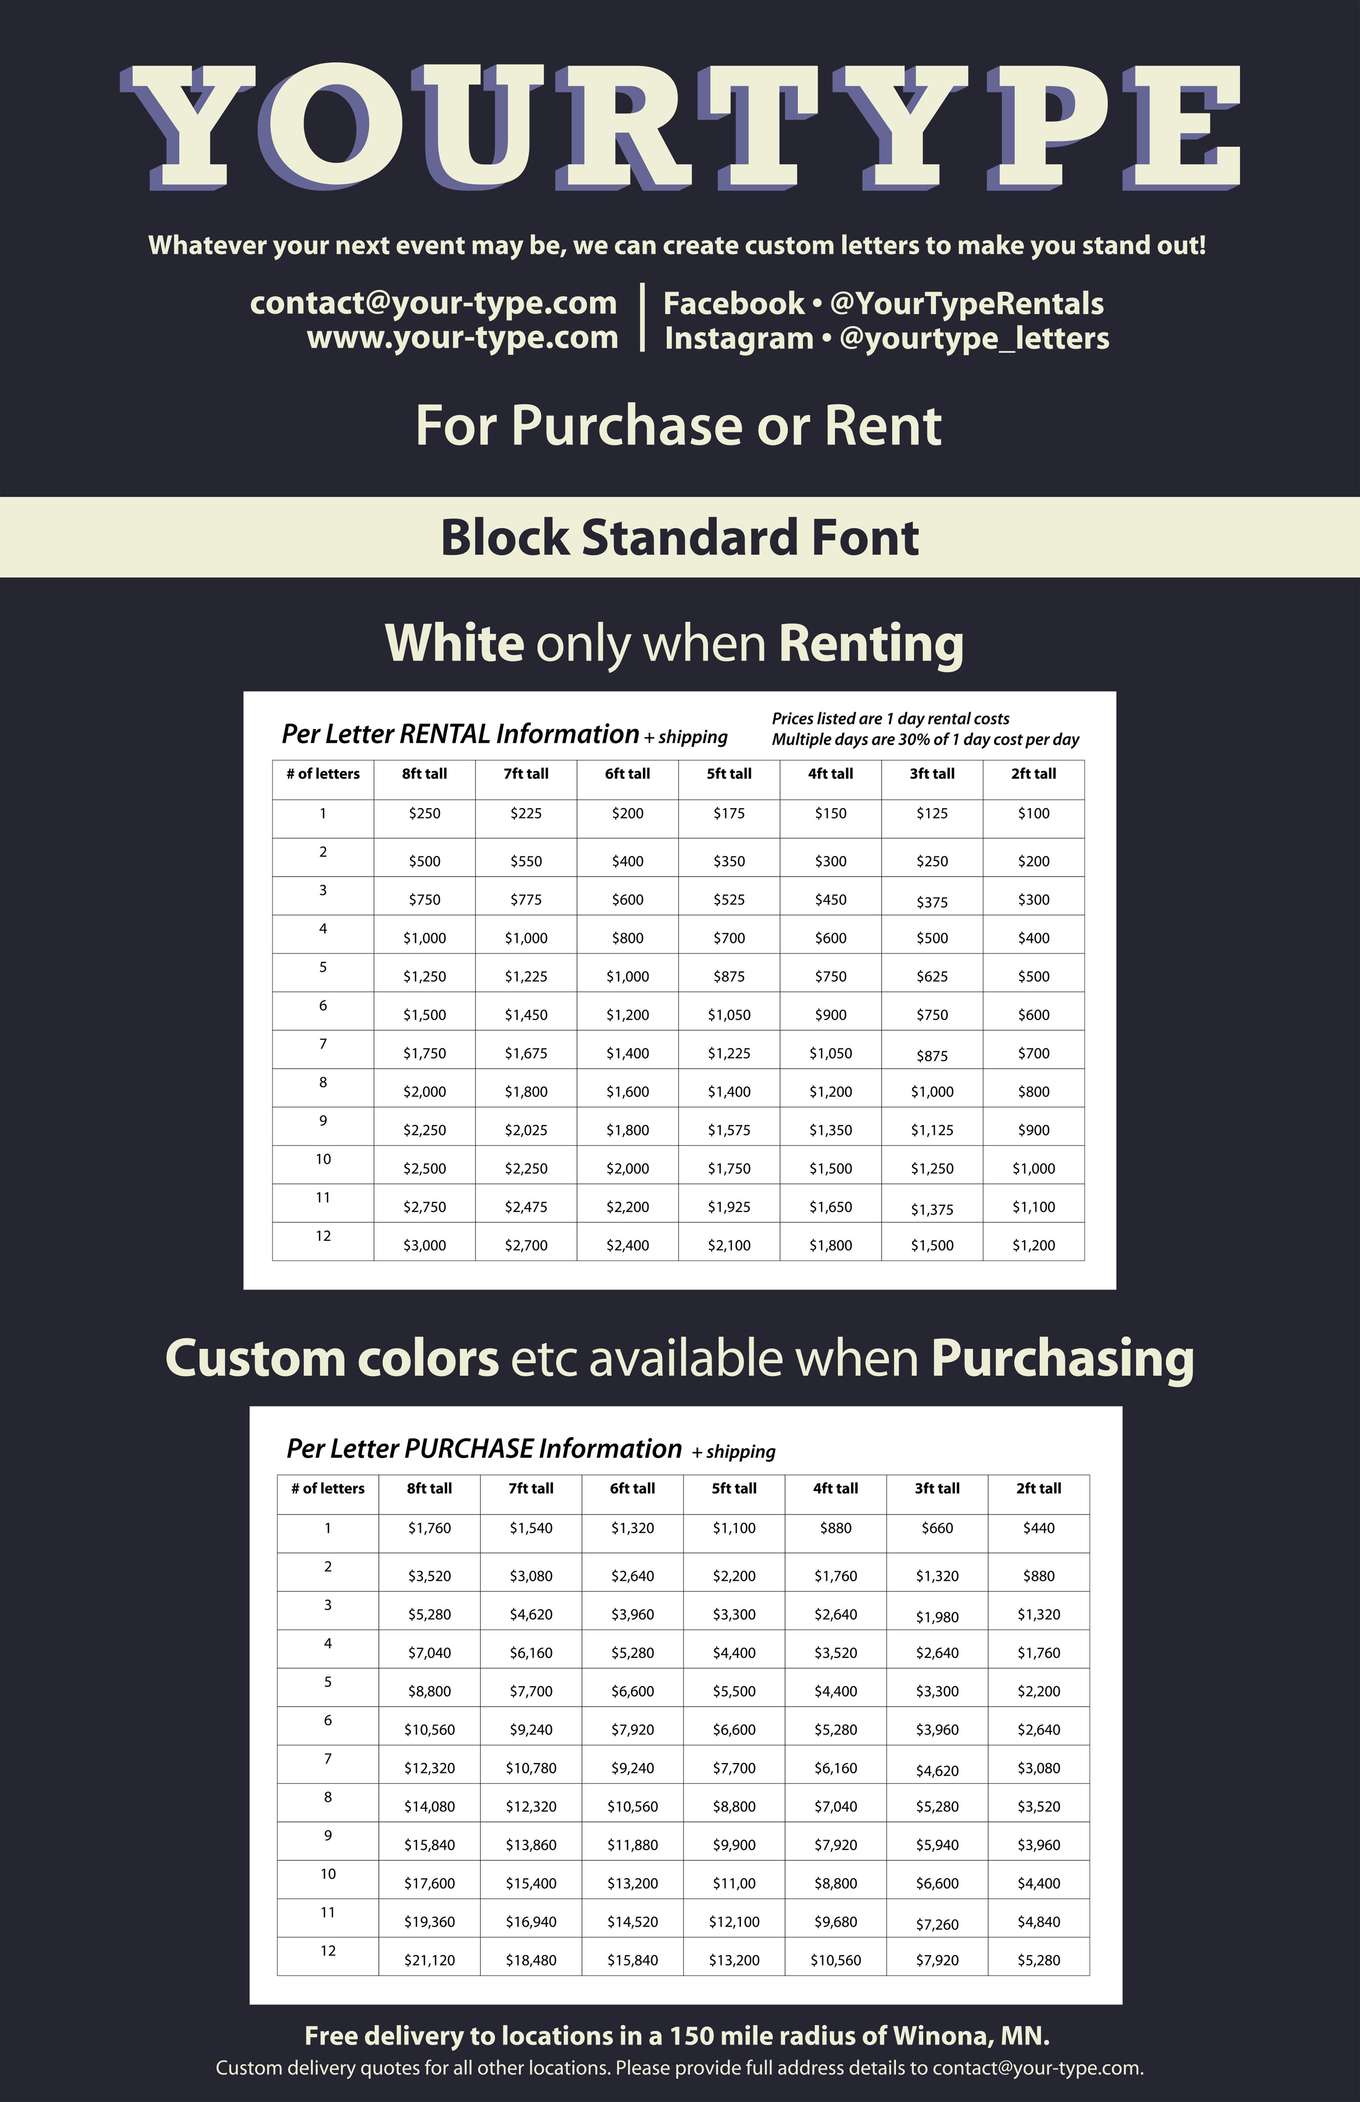 YOURTYPE
Whatever your next event may be, we can create custom letters to make you stand out!
contact@your-type.com
www.your-type.com
Facebook • @YourTypeRentals
Instagram • @yourtype_letters
For Purchase or Rent
Block Standard Font
White only when Renting
Per Letter RENTAL Information + shipping
Prices listed are 1 day rental costs
Multiple days are 30% of 1 day cost per day
# of letters 8ft tall 7ft tall 6ft tall 5ft tall 4ft tall 3ft tall 2ft tall
1 $250 $225 $200 $175 $150 $125 $100
2 $500 $550 $400 $350 $300 $250 $200
3 $750 $775 $600 $525 $450 $375 $300
4 $1,000 $1,000 $800 $700 $600 $500 $400
5 $1,250 $1,225 $1,000 $875 $750 $625 $500
6 $1,500 $1,450 $1,200 $1,050 $900 $750 $600
7 $1,750 $1,675 $1,400 $1,225 $1,050 $875 $700
8 $2,000 $1,800 $1,600 $1,400 $1,200 $1,000 $800
9 $2,250 $2,025 $1,800 $1,575 $1,350 $1,125 $900
10 $2,500 $2,250 $2,000 $1,750 $1,500 $1,250 $1,000
11 $2,750 $2,475 $2,200 $1,925 $1,650 $1,375 $1,100
12 $3,000 $2,700 $2,400 $2,100 $1,800 $1,500 $1,200
Custom colors etc available when Purchasing
Per Letter PURCHASE Information + shipping
# of letters 8ft tall 7ft tall 6ft tall 5ft tall 4ft tall 3ft tall 2ft tall
1 $1,760 $1,540 $1,320 $1,100 $880 $660 $440
2 $3,520 $3,080 $2,640 $2,200 $1,760 $1,320 $880
3 $5,280 $4,620 $3,960 $3,300 $2,640 $1,980 $1,320
4 $7,040 $6,160 $5,280 $4,400 $3,520 $2,640 $1,760
5 $8,800 $7,700 $6,600 $5,500 $4,400 $3,300 $2,200
6 $10,560 $9,240 $7,920 $6,600 $5,280 $3,960 $2,640
7 $12,320 $10,780 $9,240 $7,700 $6,160 $4,620 $3,080
8 $14,080 $12,320 $10,560 $8,800 $7,040 $5,280 $3,520
9 $15,840 $13,860 $11,880 $9,900 $7,920 $5,940 $3,960
10 $17,600 $15,400 $13,200 $11,00 $8,800 $6,600 $4,400
11 $19,360 $16,940 $14,520 $12,100 $9,680 $7,260 $4,840
12 $21,120 $18,480 $15,840 $13,200 $10,560 $7,920 $5,280
Free delivery to locations in a 150 mile radius of Winona, MN.
Custom delivery quotes for all other locations. Please provide full address details to contact@your-type.com.